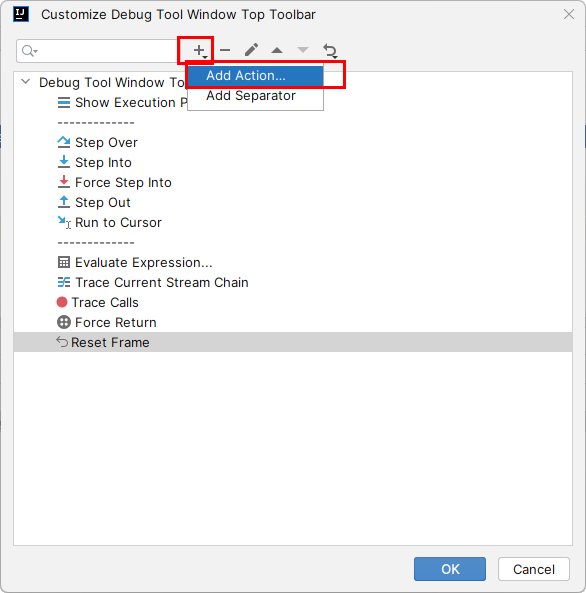 IJ
Customize Debug Tool Window Top Toolbar
Add Action...
Add Separator
Debug Tool Window To
Show Execution P
--------------
Step Over
Step Into
Force Step Into
Step Out
Run to Cursor
--------------
Evaluate Expression...
Trace Current Stream Chain
Trace Calls
Force Return
Reset Frame
OK
Cancel